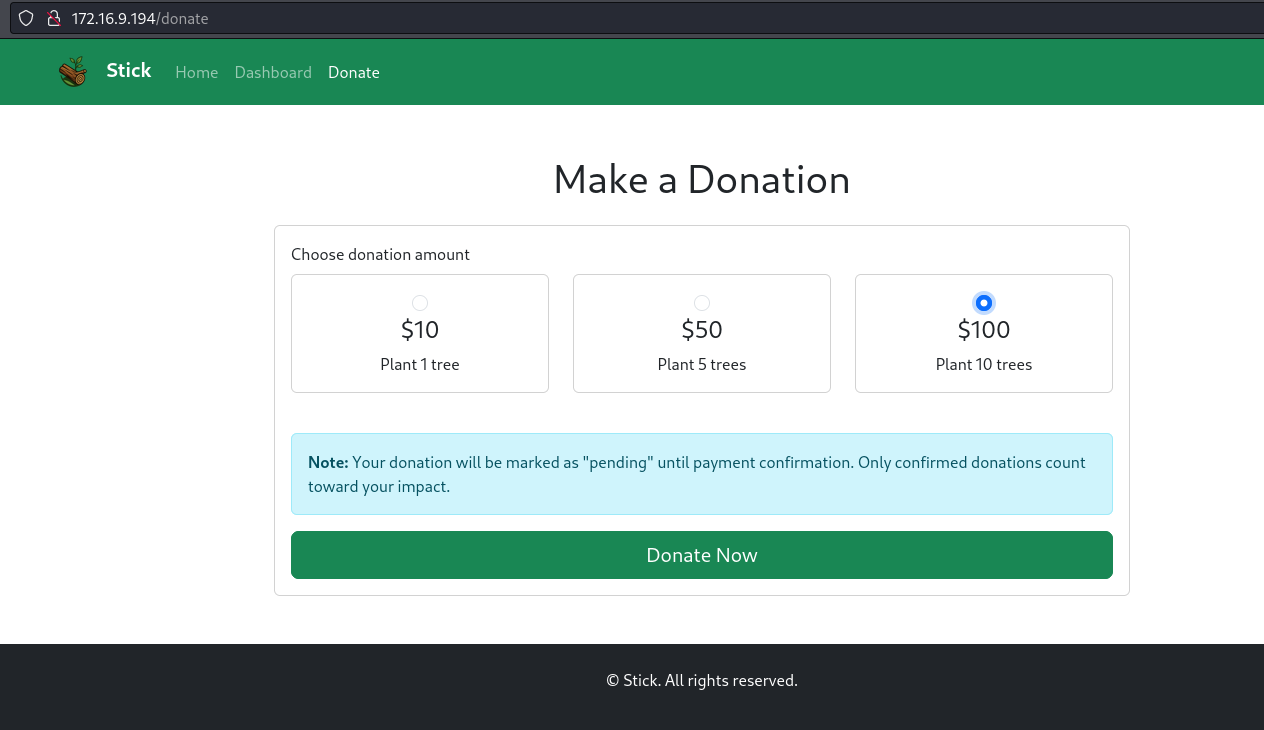 172.16.9.194/donate
Stick Home Dashboard Donate
Make a Donation
Choose donation amount
$10 $50 $100
Plant 1 tree Plant 5 trees Plant 10 trees
Note: Your donation will be marked as "pending" until payment confirmation. Only confirmed donations count
toward your impact.
Donate Now
© Stick. All rights reserved.